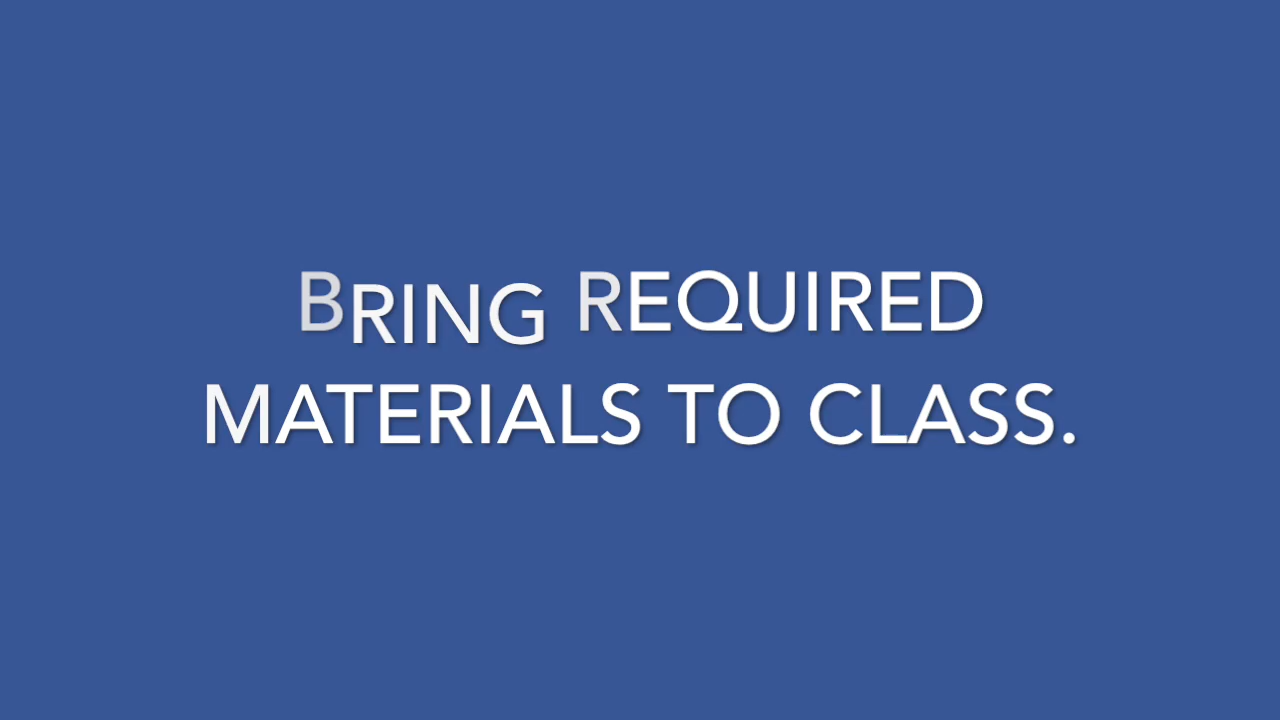 BRING REQUIRED
MATERIALS TO CLASS.